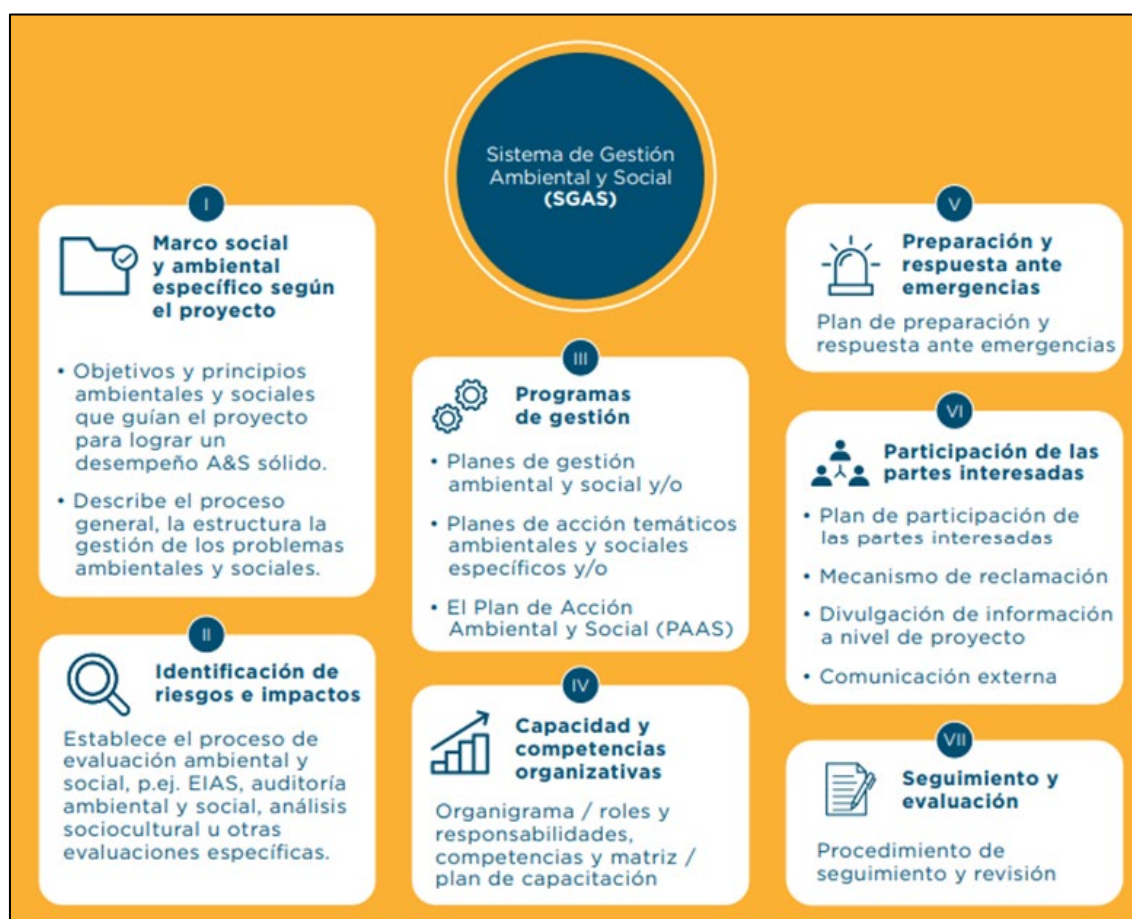 Sistema de Gestión
Ambiental y Social
(SGAS)
I
Marco social
y ambiental
específico según
el proyecto
• Objetivos y principios
ambientales y sociales
que guían el proyecto
para lograr un
desempeño A&S sólido.
• Describe el proceso
general, la estructura la
gestión de los problemas
ambientales y sociales.
II
Identificación de
riesgos e impactos
Establece el proceso de
evaluación ambiental y
social, p.ej. EIAS, auditoría
ambiental y social, análisis
sociocultural u otras
evaluaciones específicas.
III
Programas
de gestión
• Planes de gestión
ambiental y social y/o
• Planes de acción temáticos
ambientales y sociales
específicos y/o
• El Plan de Acción
Ambiental y Social (PAAS)
IV
Capacidad y
competencias
organizativas
Organigrama / roles y
responsabilidades,
competencias y matriz /
plan de capacitación
V
Preparación y
respuesta ante
emergencias
Plan de preparación y
respuesta ante emergencias
VI
Participación de las
partes interesadas
• Plan de participación de
las partes interesadas
• Mecanismo de reclamación
• Divulgación de información
a nivel de proyecto
• Comunicación externa
VII
Seguimiento y
evaluación
Procedimiento de
seguimiento y revisión